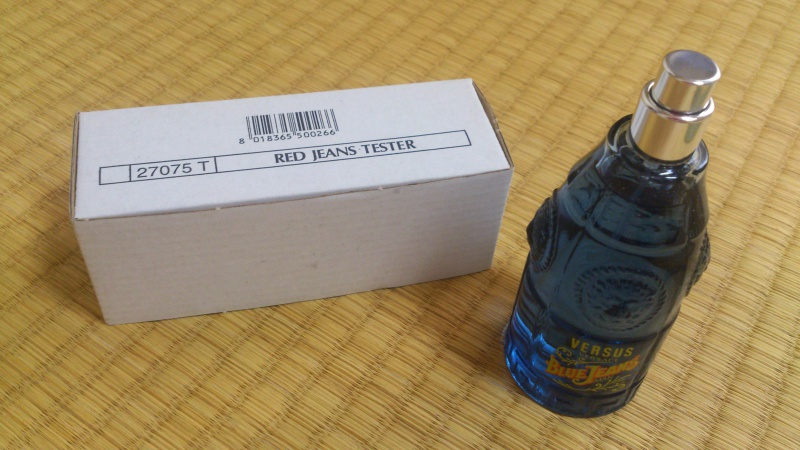 8 018365 500266
27075 T RED JEANS TESTER
VERSUS
BLUE JEANS